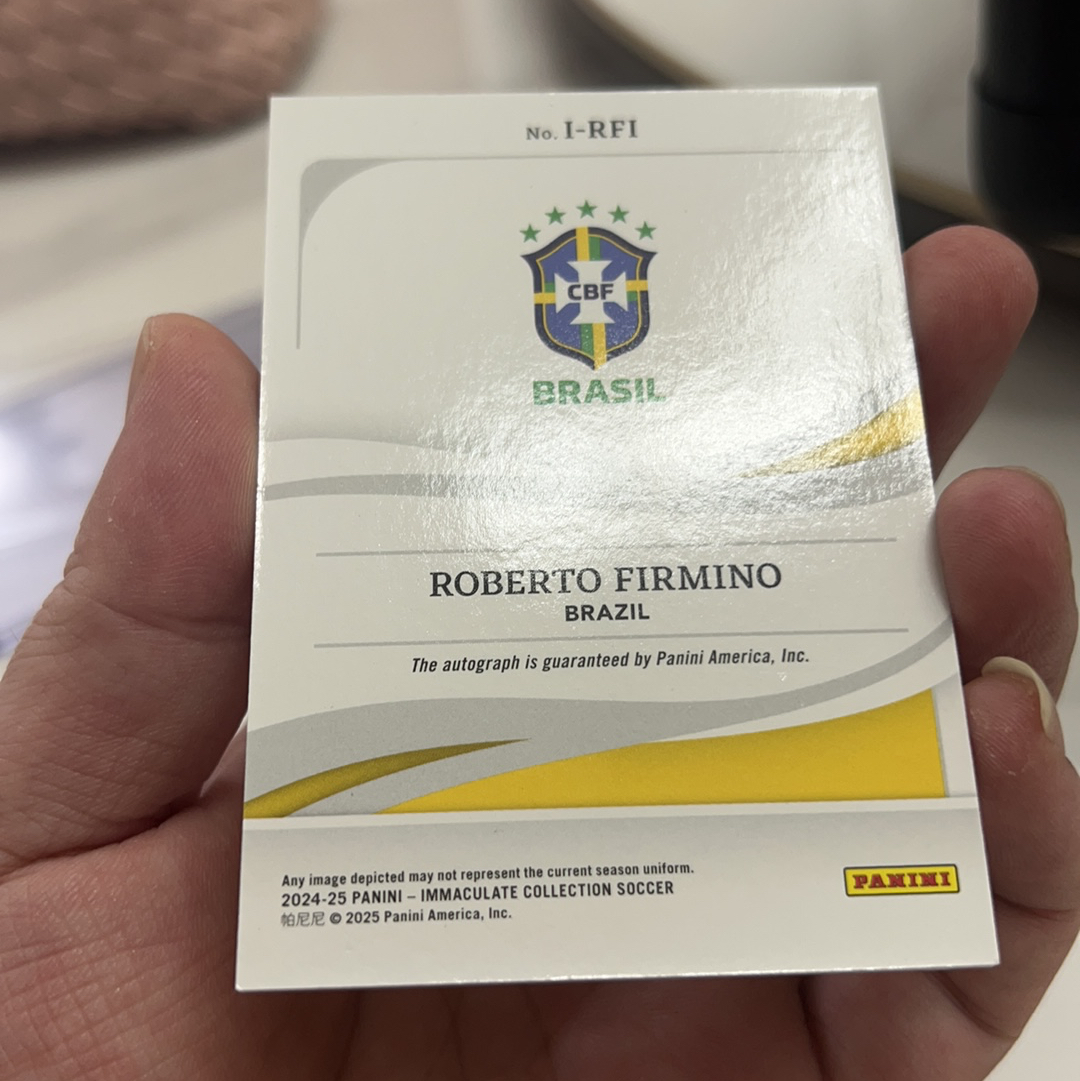 No. I-RFI
CBF
BRASIL
ROBERTO FIRMINO
BRAZIL
The autograph is guaranteed by Panini America, Inc.
Any image depicted may not represent the current season uniform.
2024-25 PANINI – IMMACULATE COLLECTION SOCCER
帕尼尼 © 2025 Panini America, Inc.
PANINI